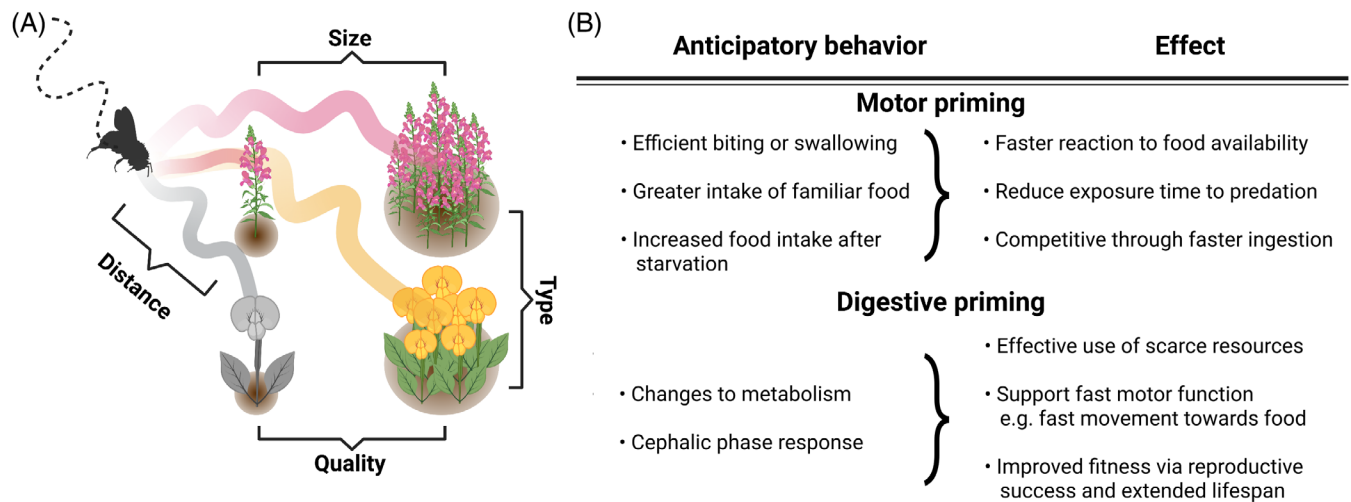 (A)
Size
Distance
Type
Quality
(B)
Anticipatory behavior
Effect
Motor priming
• Efficient biting or swallowing
• Greater intake of familiar food
• Increased food intake after
starvation
• Faster reaction to food availability
• Reduce exposure time to predation
• Competitive through faster ingestion
Digestive priming
• Changes to metabolism
• Cephalic phase response
• Effective use of scarce resources
• Support fast motor function
e.g. fast movement towards food
• Improved fitness via reproductive
success and extended lifespan